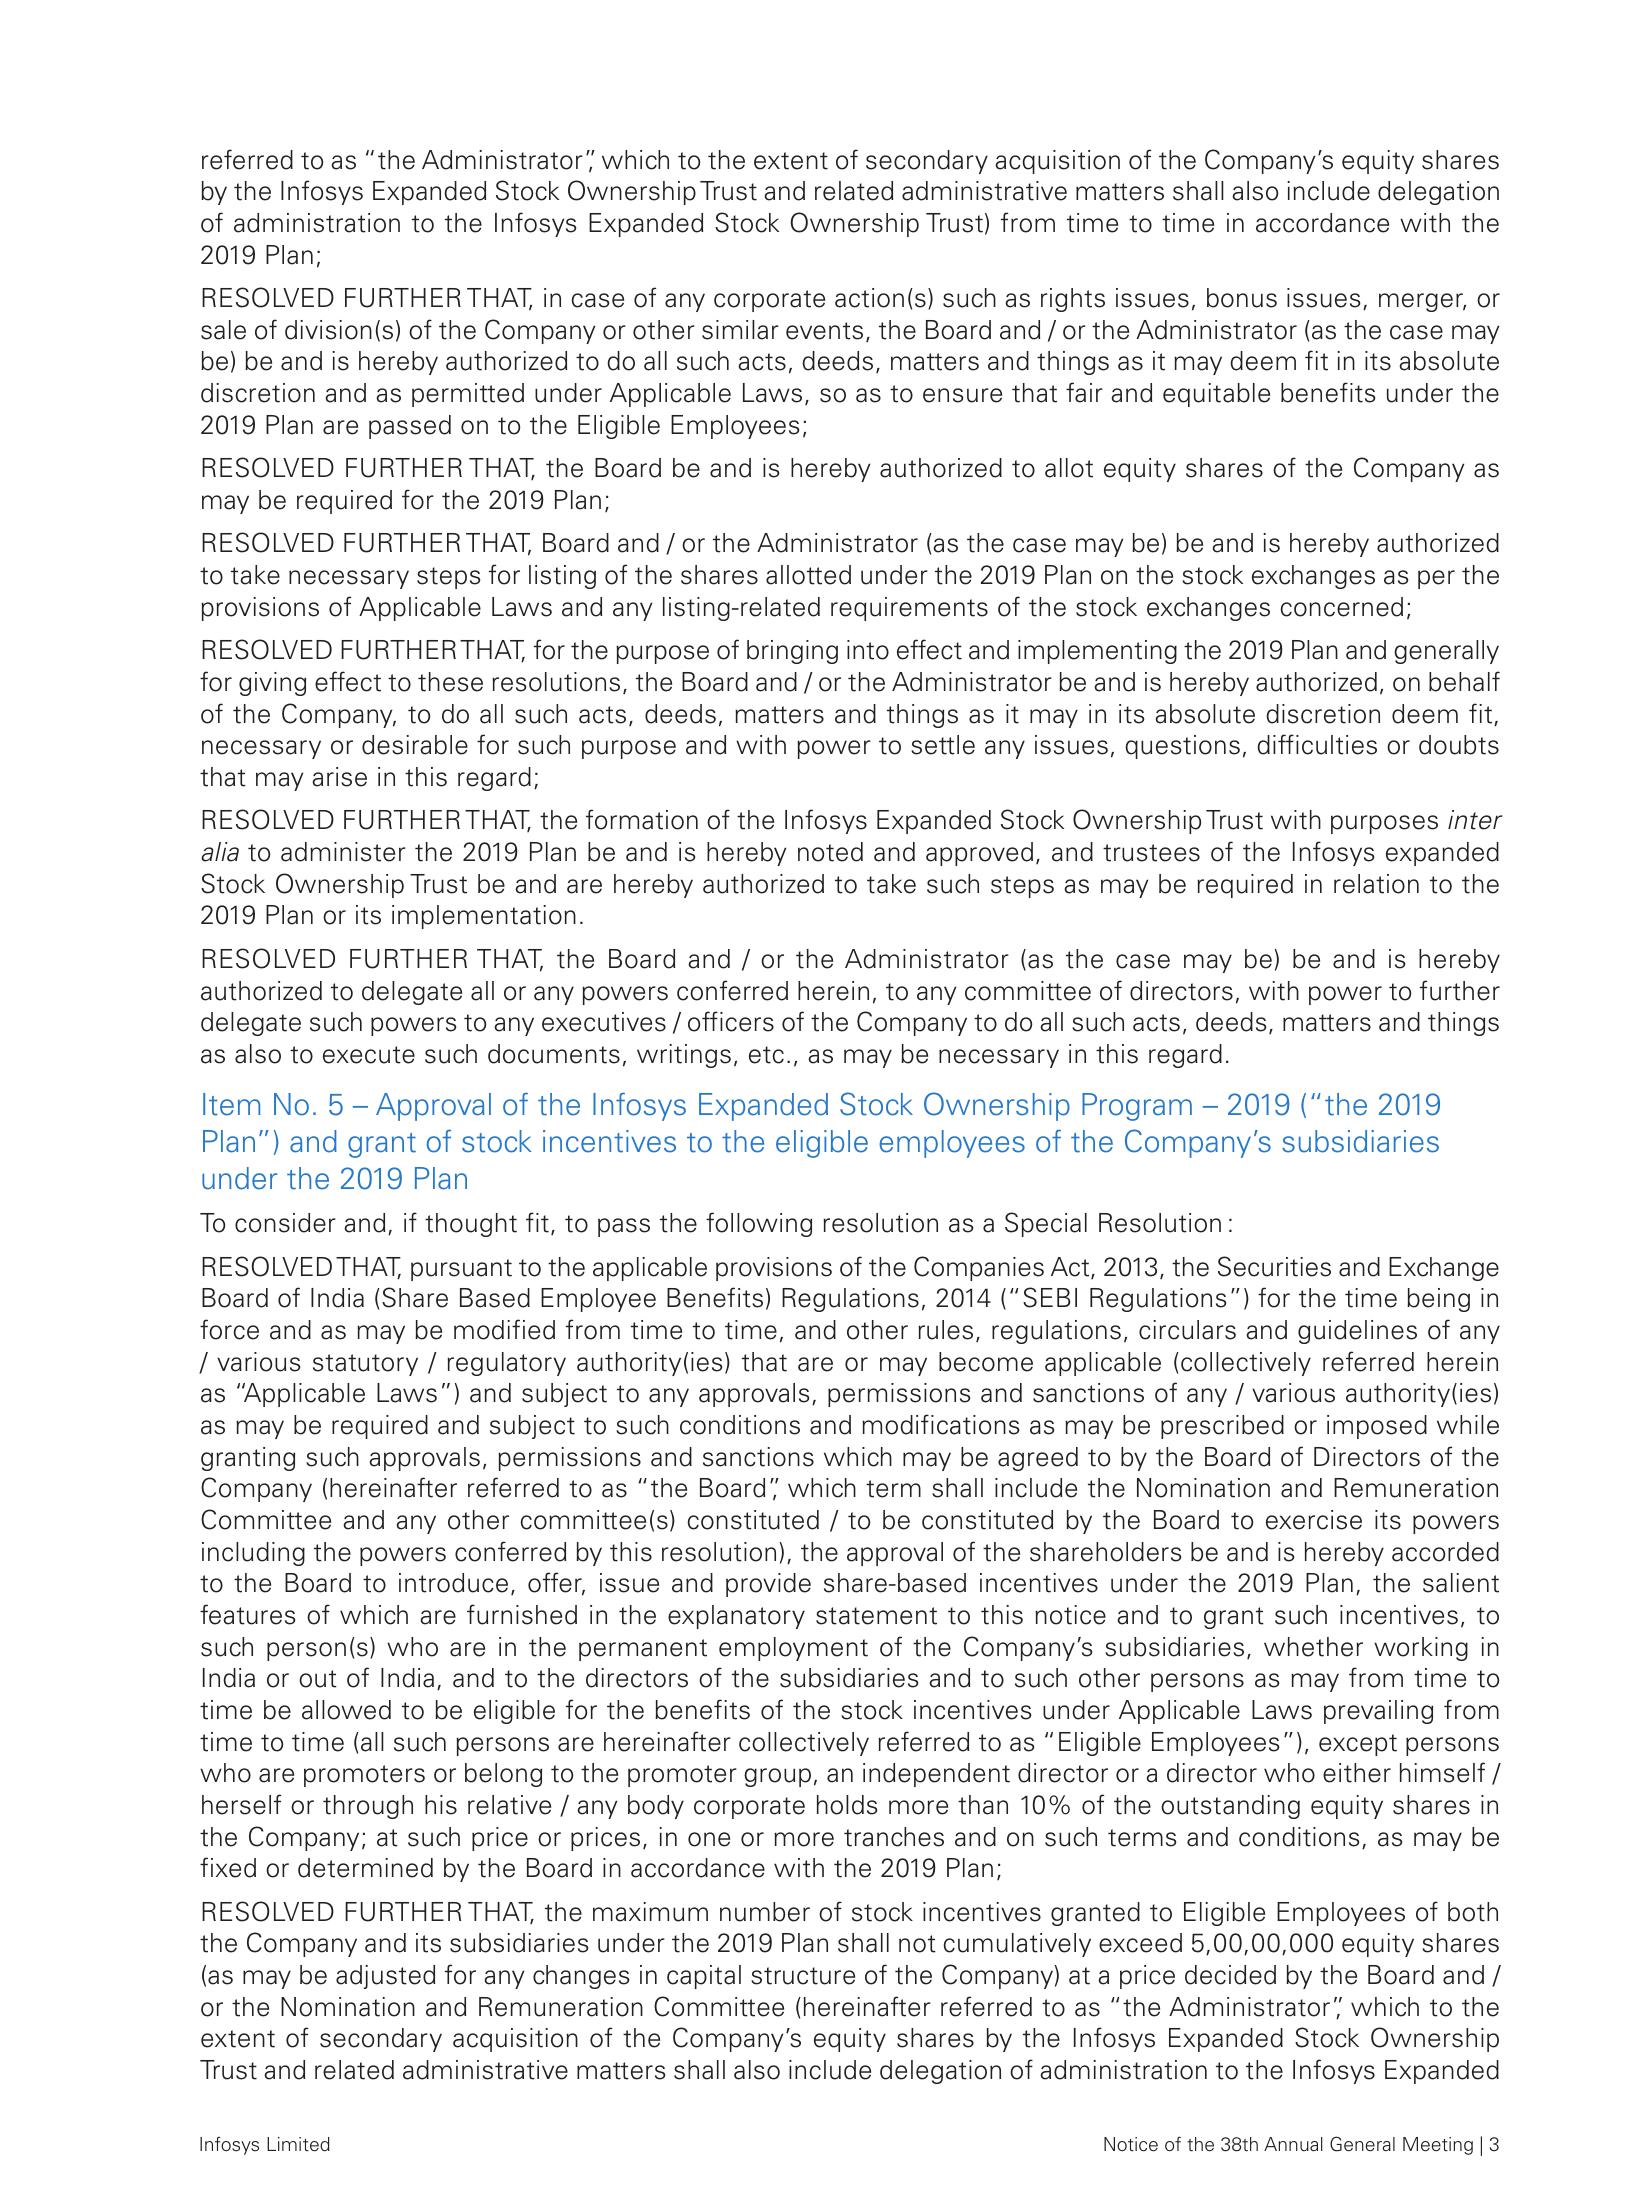 referred to as “the Administrator”, which to the extent of secondary acquisition of the Company’s equity shares
by the Infosys Expanded Stock Ownership Trust and related administrative matters shall also include delegation
of administration to the Infosys Expanded Stock Ownership Trust) from time to time in accordance with the
2019 Plan;
RESOLVED FURTHER THAT, in case of any corporate action(s) such as rights issues, bonus issues, merger, or
sale of division(s) of the Company or other similar events, the Board and / or the Administrator (as the case may
be) be and is hereby authorized to do all such acts, deeds, matters and things as it may deem fit in its absolute
discretion and as permitted under Applicable Laws, so as to ensure that fair and equitable benefits under the
2019 Plan are passed on to the Eligible Employees;
RESOLVED FURTHER THAT, the Board be and is hereby authorized to allot equity shares of the Company as
may be required for the 2019 Plan;
RESOLVED FURTHER THAT, Board and / or the Administrator (as the case may be) be and is hereby authorized
to take necessary steps for listing of the shares allotted under the 2019 Plan on the stock exchanges as per the
provisions of Applicable Laws and any listing-related requirements of the stock exchanges concerned;
RESOLVED FURTHER THAT, for the purpose of bringing into effect and implementing the 2019 Plan and generally
for giving effect to these resolutions, the Board and / or the Administrator be and is hereby authorized, on behalf
of the Company, to do all such acts, deeds, matters and things as it may in its absolute discretion deem fit,
necessary or desirable for such purpose and with power to settle any issues, questions, difficulties or doubts
that may arise in this regard;
RESOLVED FURTHER THAT, the formation of the Infosys Expanded Stock Ownership Trust with purposes inter
alia to administer the 2019 Plan be and is hereby noted and approved, and trustees of the Infosys expanded
Stock Ownership Trust be and are hereby authorized to take such steps as may be required in relation to the
2019 Plan or its implementation.
RESOLVED FURTHER THAT, the Board and / or the Administrator (as the case may be) be and is hereby
authorized to delegate all or any powers conferred herein, to any committee of directors, with power to further
delegate such powers to any executives / officers of the Company to do all such acts, deeds, matters and things
as also to execute such documents, writings, etc., as may be necessary in this regard.
Item No. 5 – Approval of the Infosys Expanded Stock Ownership Program – 2019 (“the 2019
Plan”) and grant of stock incentives to the eligible employees of the Company’s subsidiaries
under the 2019 Plan
To consider and, if thought fit, to pass the following resolution as a Special Resolution:
RESOLVED THAT, pursuant to the applicable provisions of the Companies Act, 2013, the Securities and Exchange
Board of India (Share Based Employee Benefits) Regulations, 2014 (“SEBI Regulations”) for the time being in
force and as may be modified from time to time, and other rules, regulations, circulars and guidelines of any
/ various statutory / regulatory authority(ies) that are or may become applicable (collectively referred herein
as “Applicable Laws”) and subject to any approvals, permissions and sanctions of any / various authority(ies)
as may be required and subject to such conditions and modifications as may be prescribed or imposed while
granting such approvals, permissions and sanctions which may be agreed to by the Board of Directors of the
Company (hereinafter referred to as “the Board”, which term shall include the Nomination and Remuneration
Committee and any other committee(s) constituted / to be constituted by the Board to exercise its powers
including the powers conferred by this resolution), the approval of the shareholders be and is hereby accorded
to the Board to introduce, offer, issue and provide share-based incentives under the 2019 Plan, the salient
features of which are furnished in the explanatory statement to this notice and to grant such incentives, to
such person(s) who are in the permanent employment of the Company’s subsidiaries, whether working in
India or out of India, and to the directors of the subsidiaries and to such other persons as may from time to
time be allowed to be eligible for the benefits of the stock incentives under Applicable Laws prevailing from
time to time (all such persons are hereinafter collectively referred to as “Eligible Employees”), except persons
who are promoters or belong to the promoter group, an independent director or a director who either himself /
herself or through his relative / any body corporate holds more than 10% of the outstanding equity shares in
the Company; at such price or prices, in one or more tranches and on such terms and conditions, as may be
fixed or determined by the Board in accordance with the 2019 Plan;
RESOLVED FURTHER THAT, the maximum number of stock incentives granted to Eligible Employees of both
the Company and its subsidiaries under the 2019 Plan shall not cumulatively exceed 5,00,00,000 equity shares
(as may be adjusted for any changes in capital structure of the Company) at a price decided by the Board and /
or the Nomination and Remuneration Committee (hereinafter referred to as “the Administrator”, which to the
extent of secondary acquisition of the Company’s equity shares by the Infosys Expanded Stock Ownership
Trust and related administrative matters shall also include delegation of administration to the Infosys Expanded
Infosys Limited
Notice of the 38th Annual General Meeting | 3